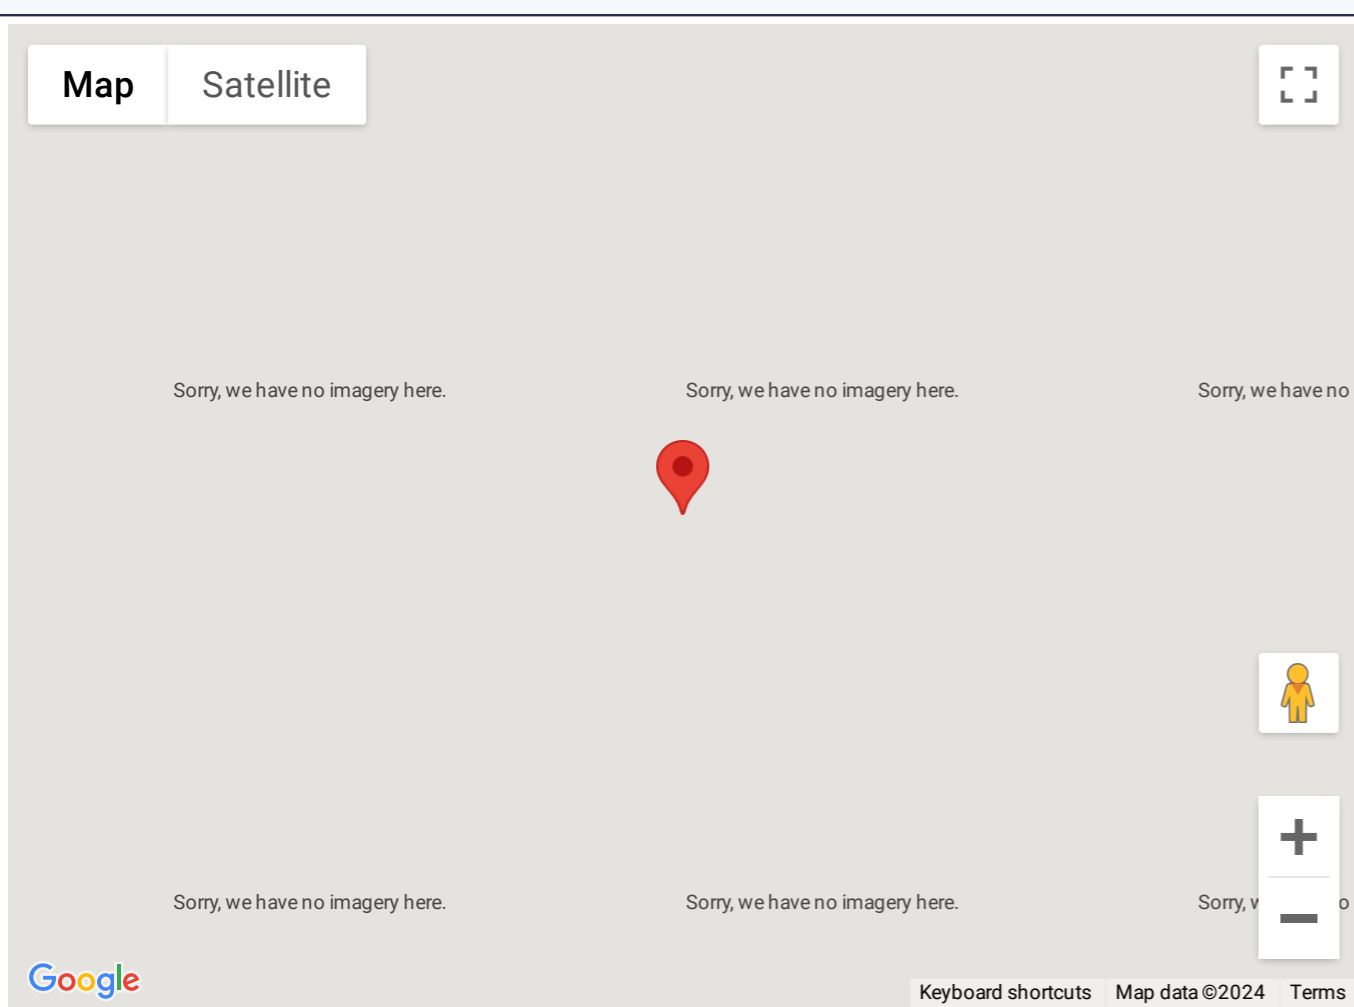 Map Satellite
Sorry, we have no imagery here. Sorry, we have no imagery here. Sorry, we have no
Sorry, we have no imagery here. Sorry, we have no imagery here. Sorry,
Google
Keyboard shortcuts Map data ©2024 Terms